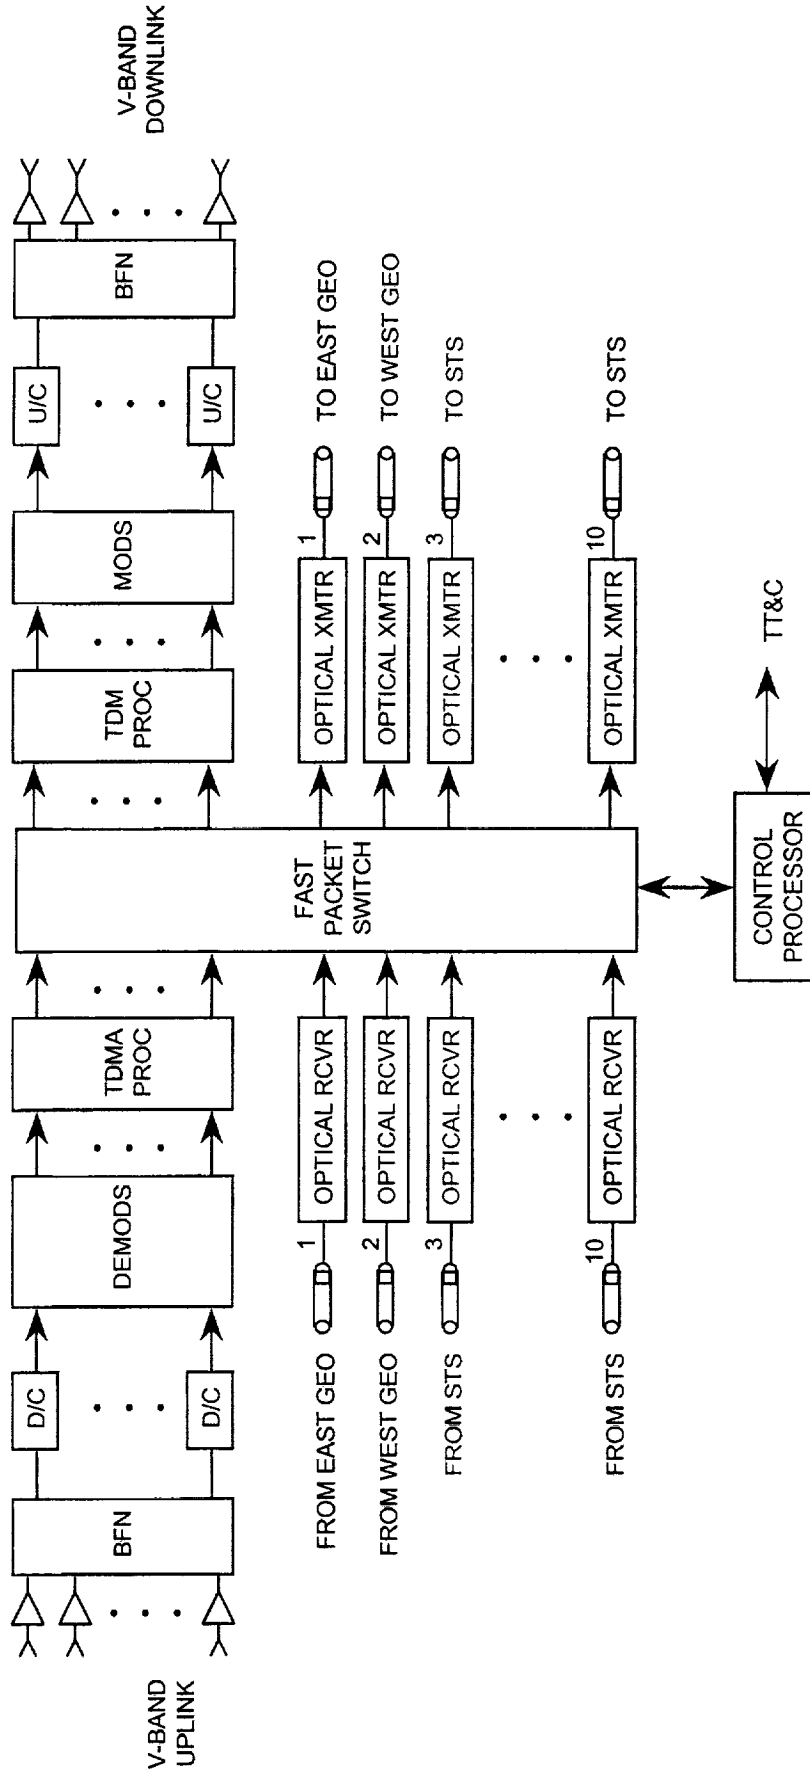 V-BAND
UPLINK
BFN
D/C
D/C
DEMODS
TDMA
PROC
FAST
PACKET
SWITCH
TDM
PROC
MODS
U/C
U/C
BFN
V-BAND
DOWNLINK
FROM EAST GEO
1
OPTICAL RCVR
OPTICAL XMTR
1
TO EAST GEO
FROM WEST GEO
2
OPTICAL RCVR
OPTICAL XMTR
2
TO WEST GEO
FROM STS
3
OPTICAL RCVR
OPTICAL XMTR
3
TO STS
FROM STS
10
OPTICAL RCVR
OPTICAL XMTR
10
TO STS
CONTROL
PROCESSOR
TT&C